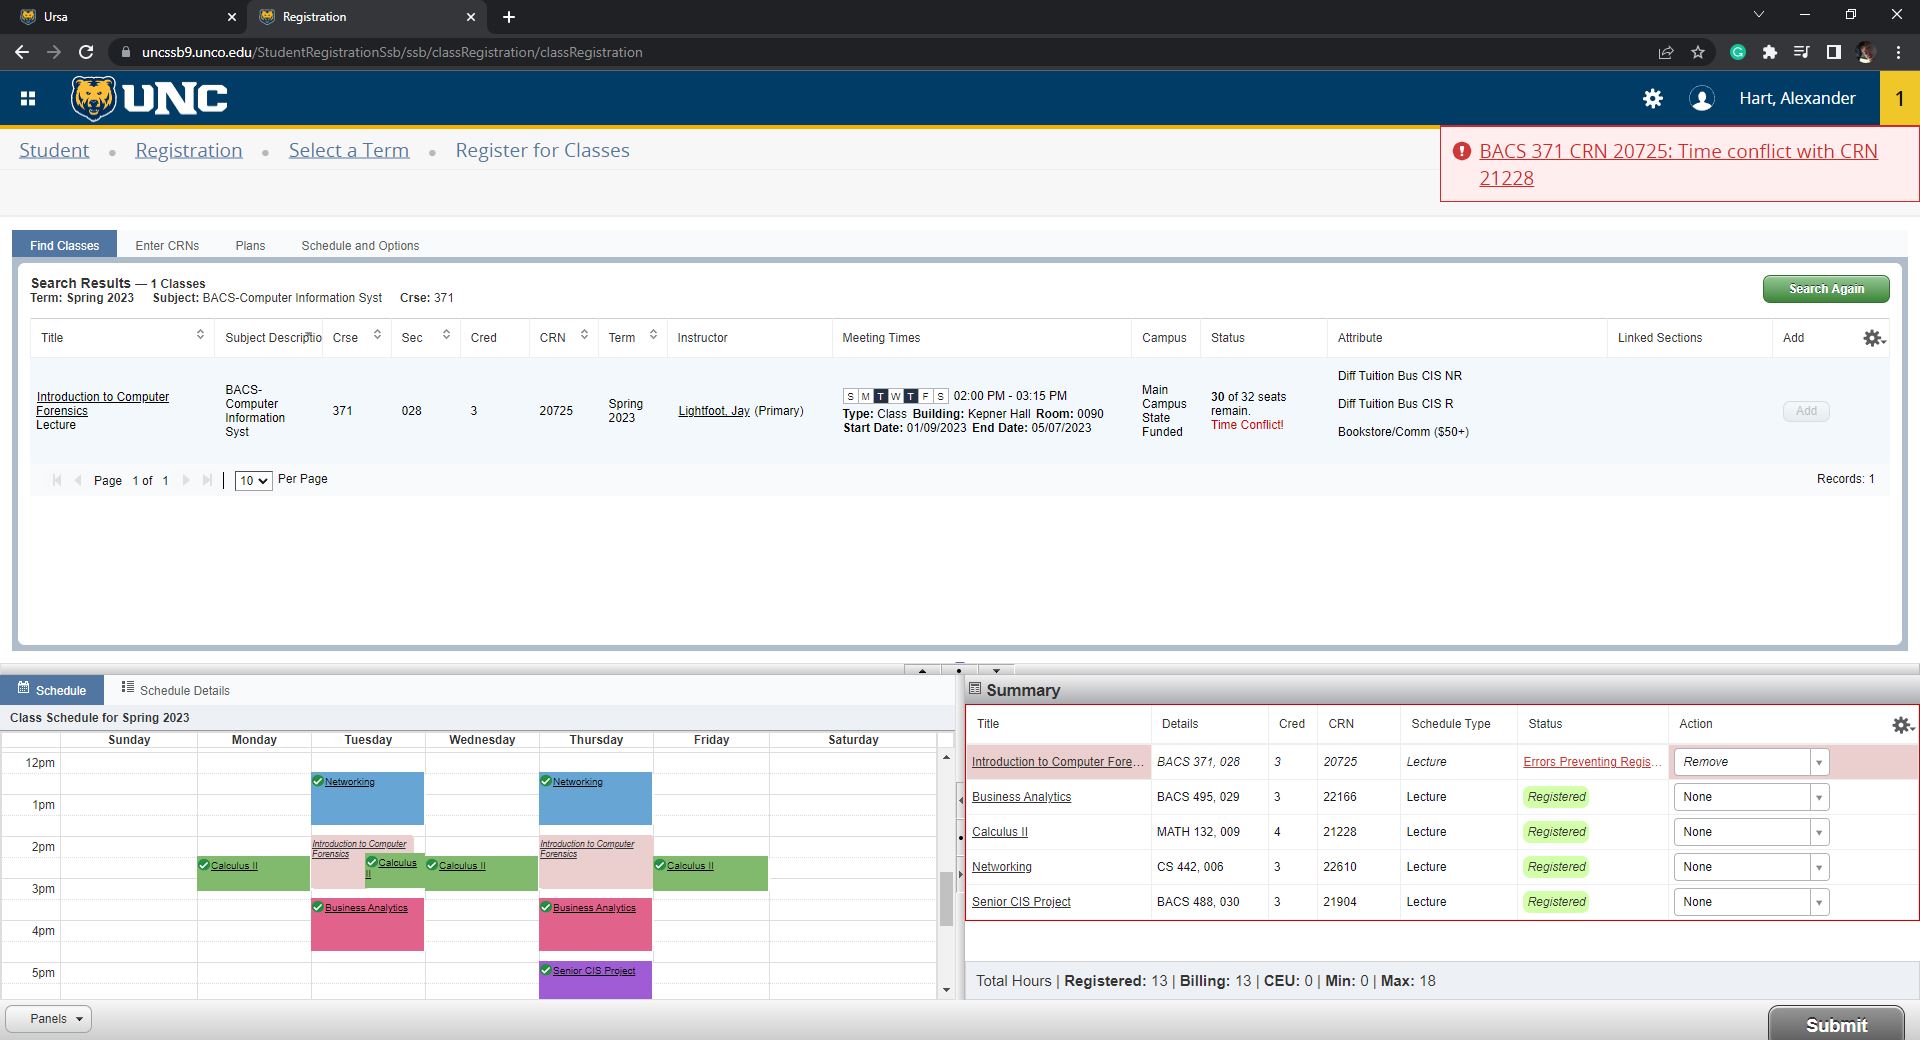 Ursa
Registration
uncssb9.unco.edu/StudentRegistrationSsb/ssb/classRegistration/classRegistration
UNC
Hart, Alexander
1
Student • Registration • Select a Term • Register for Classes
BACS 371 CRN 20725: Time conflict with CRN
21228
Find Classes Enter CRNs Plans Schedule and Options
Search Results — 1 Classes
Term: Spring 2023 Subject: BACS-Computer Information Syst Crse: 371
Search Again
Title Subject Descriptio Crse Sec Cred CRN Term Instructor Meeting Times Campus Status Attribute Linked Sections Add
Introduction to Computer
Forensics
Lecture
BACS-
Computer
Information
Syst
371
028
3
20725
Spring
2023
Lightfoot, Jay (Primary)
S M T W T F S 02:00 PM - 03:15 PM
Type: Class Building: Kepner Hall Room: 0090
Start Date: 01/09/2023 End Date: 05/07/2023
Main
Campus
State
Funded
30 of 32 seats
remain.
Time Conflict!
Diff Tuition Bus CIS NR
Diff Tuition Bus CIS R
Bookstore/Comm ($50+)
Add
Page 1 of 1 | 10 Per Page
Records: 1
Schedule Schedule Details
Class Schedule for Spring 2023
Sunday Monday Tuesday Wednesday Thursday Friday Saturday
12pm
1pm
2pm
3pm
4pm
5pm
Networking
Networking
Introduction to Computer
Forensics
Introduction to Computer
Forensics
Calculus II
Calculus
II
Calculus II
Calculus II
Business Analytics
Business Analytics
Senior CIS Project
Summary
Title Details Cred CRN Schedule Type Status Action
Introduction to Computer Fore... BACS 371, 028 3 20725 Lecture Errors Preventing Regis... Remove
Business Analytics BACS 495, 029 3 22166 Lecture Registered None
Calculus II MATH 132, 009 4 21228 Lecture Registered None
Networking CS 442, 006 3 22610 Lecture Registered None
Senior CIS Project BACS 488, 030 3 21904 Lecture Registered None
Total Hours | Registered: 13 | Billing: 13 | CEU: 0 | Min: 0 | Max: 18
Panels
Submit